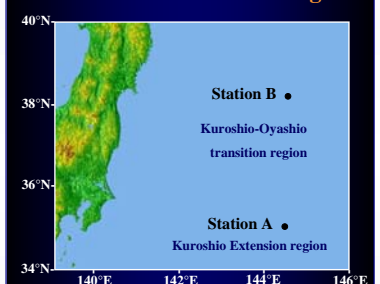 40°N
Station B
38°N
Kuroshio-Oyashio
transition region
36°N
Station A
Kuroshio Extension region
34°N
140°E 142°E 144°E 146°E